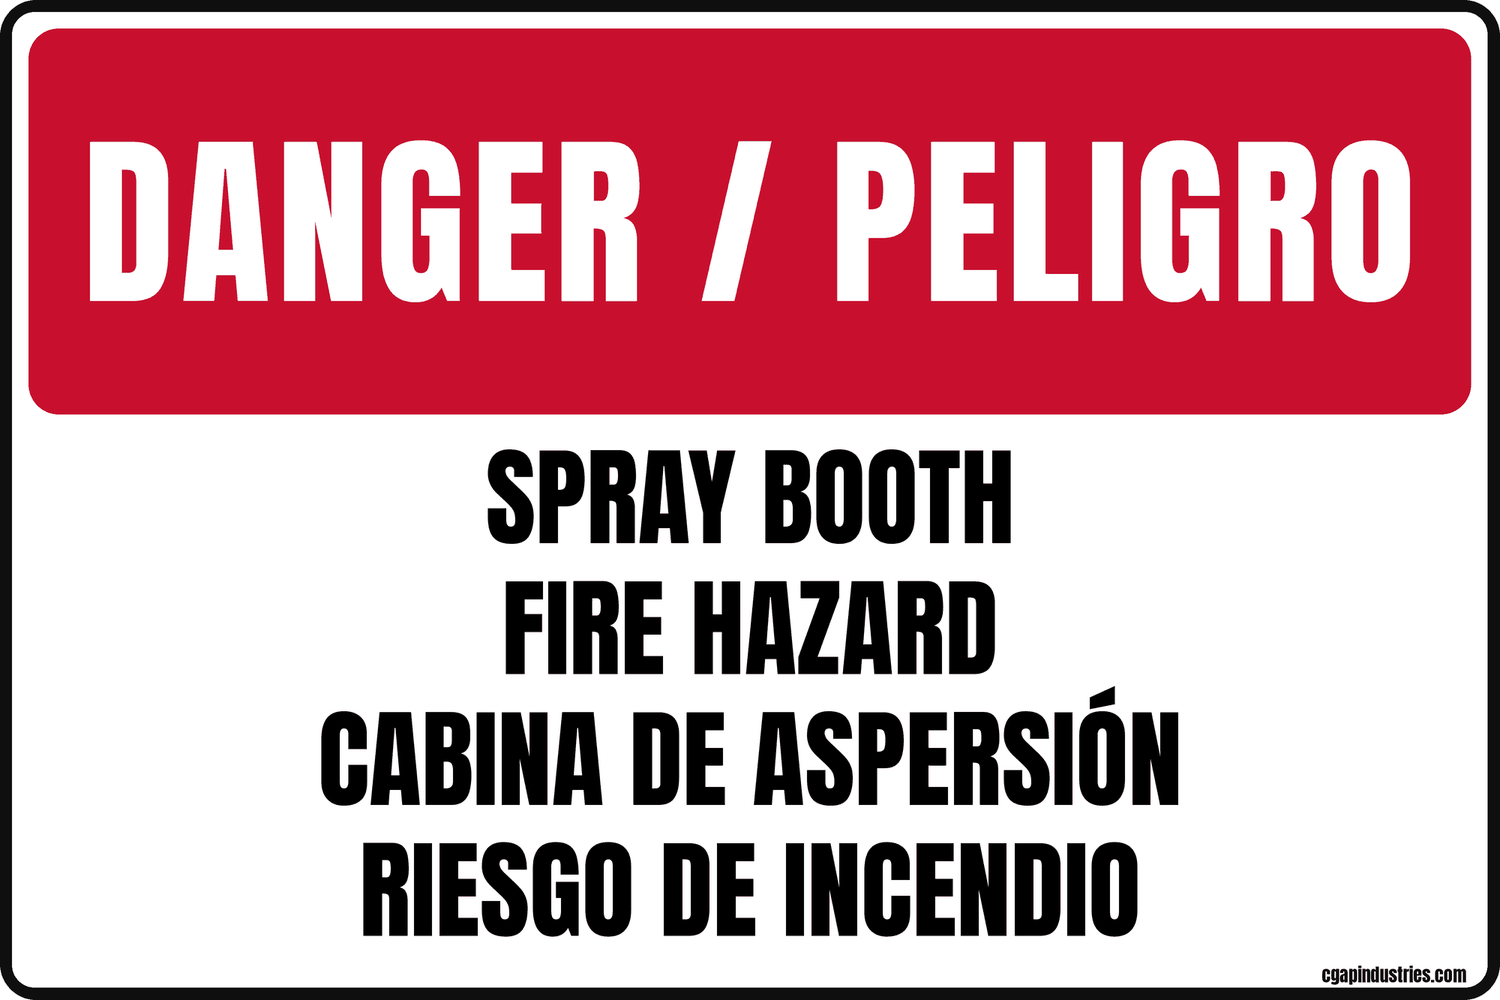 DANGER / PELIGRO
SPRAY BOOTH
FIRE HAZARD
CABINA DE ASPERSIÓN
RIESGO DE INCENDIO
cgapindustries.com